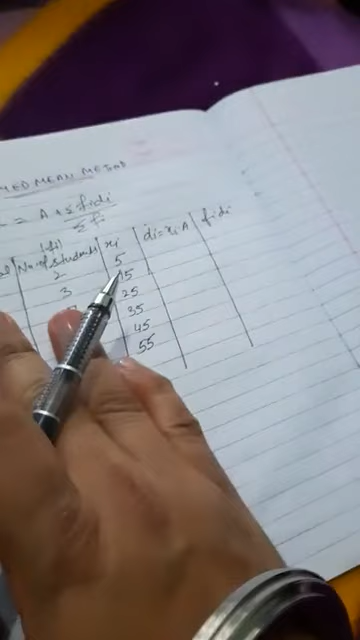 MED MEAN METHOD
= A + Σfidi
Σfi
(fi)
No. of students xi di = xi - A fidi
2 5
3 15
25
35
45
55